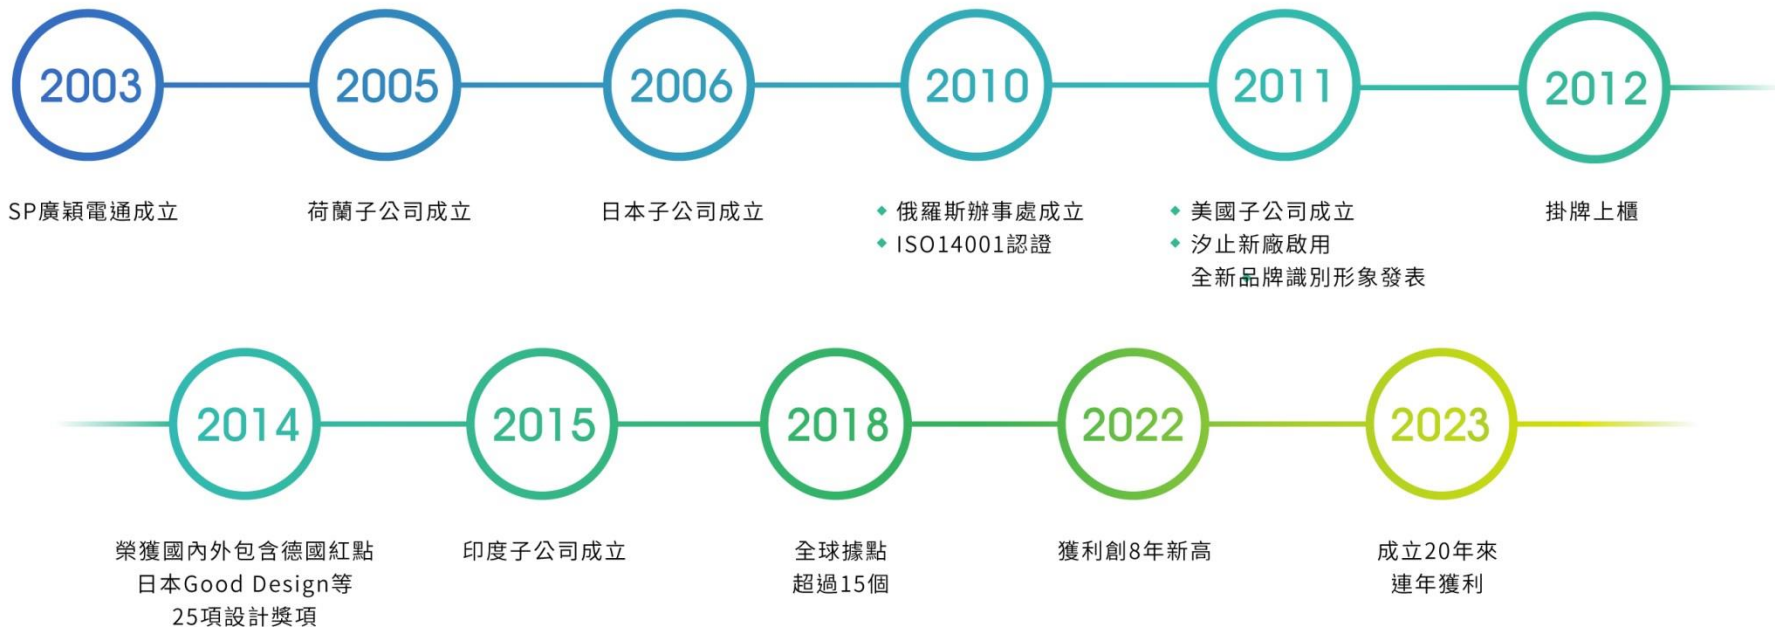 2003
2005
2006
2010
2011
2012
SP廣穎電通成立
荷蘭子公司成立
日本子公司成立
俄羅斯辦事處成立
ISO14001認證
美國子公司成立
汐止新廠啟用
全新品牌識別形象發表
掛牌上櫃
2014
2015
2018
2022
2023
榮獲國內外包含德國紅點
日本Good Design等
25項設計獎項
印度子公司成立
全球據點
超過15個
獲利創8年新高
成立20年來
連年獲利